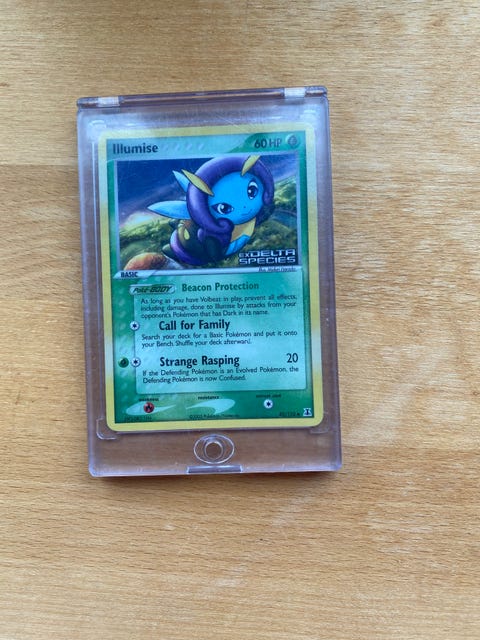 Illumise 60 HP
EX DELTA
SPECIES
BASIC
Poké-BODY Beacon Protection
As long as you have Volbeat in play, prevent all effects,
including damage, done to Illumise by attacks from your
opponent's Pokémon that has Dark in its name.
Call for Family
Search your deck for a Basic Pokémon and put it onto
your Bench. Shuffle your deck afterward.
Strange Rasping 20
If the Defending Pokémon is an Evolved Pokémon, the
Defending Pokémon is now Confused.
weakness resistance retreat cost